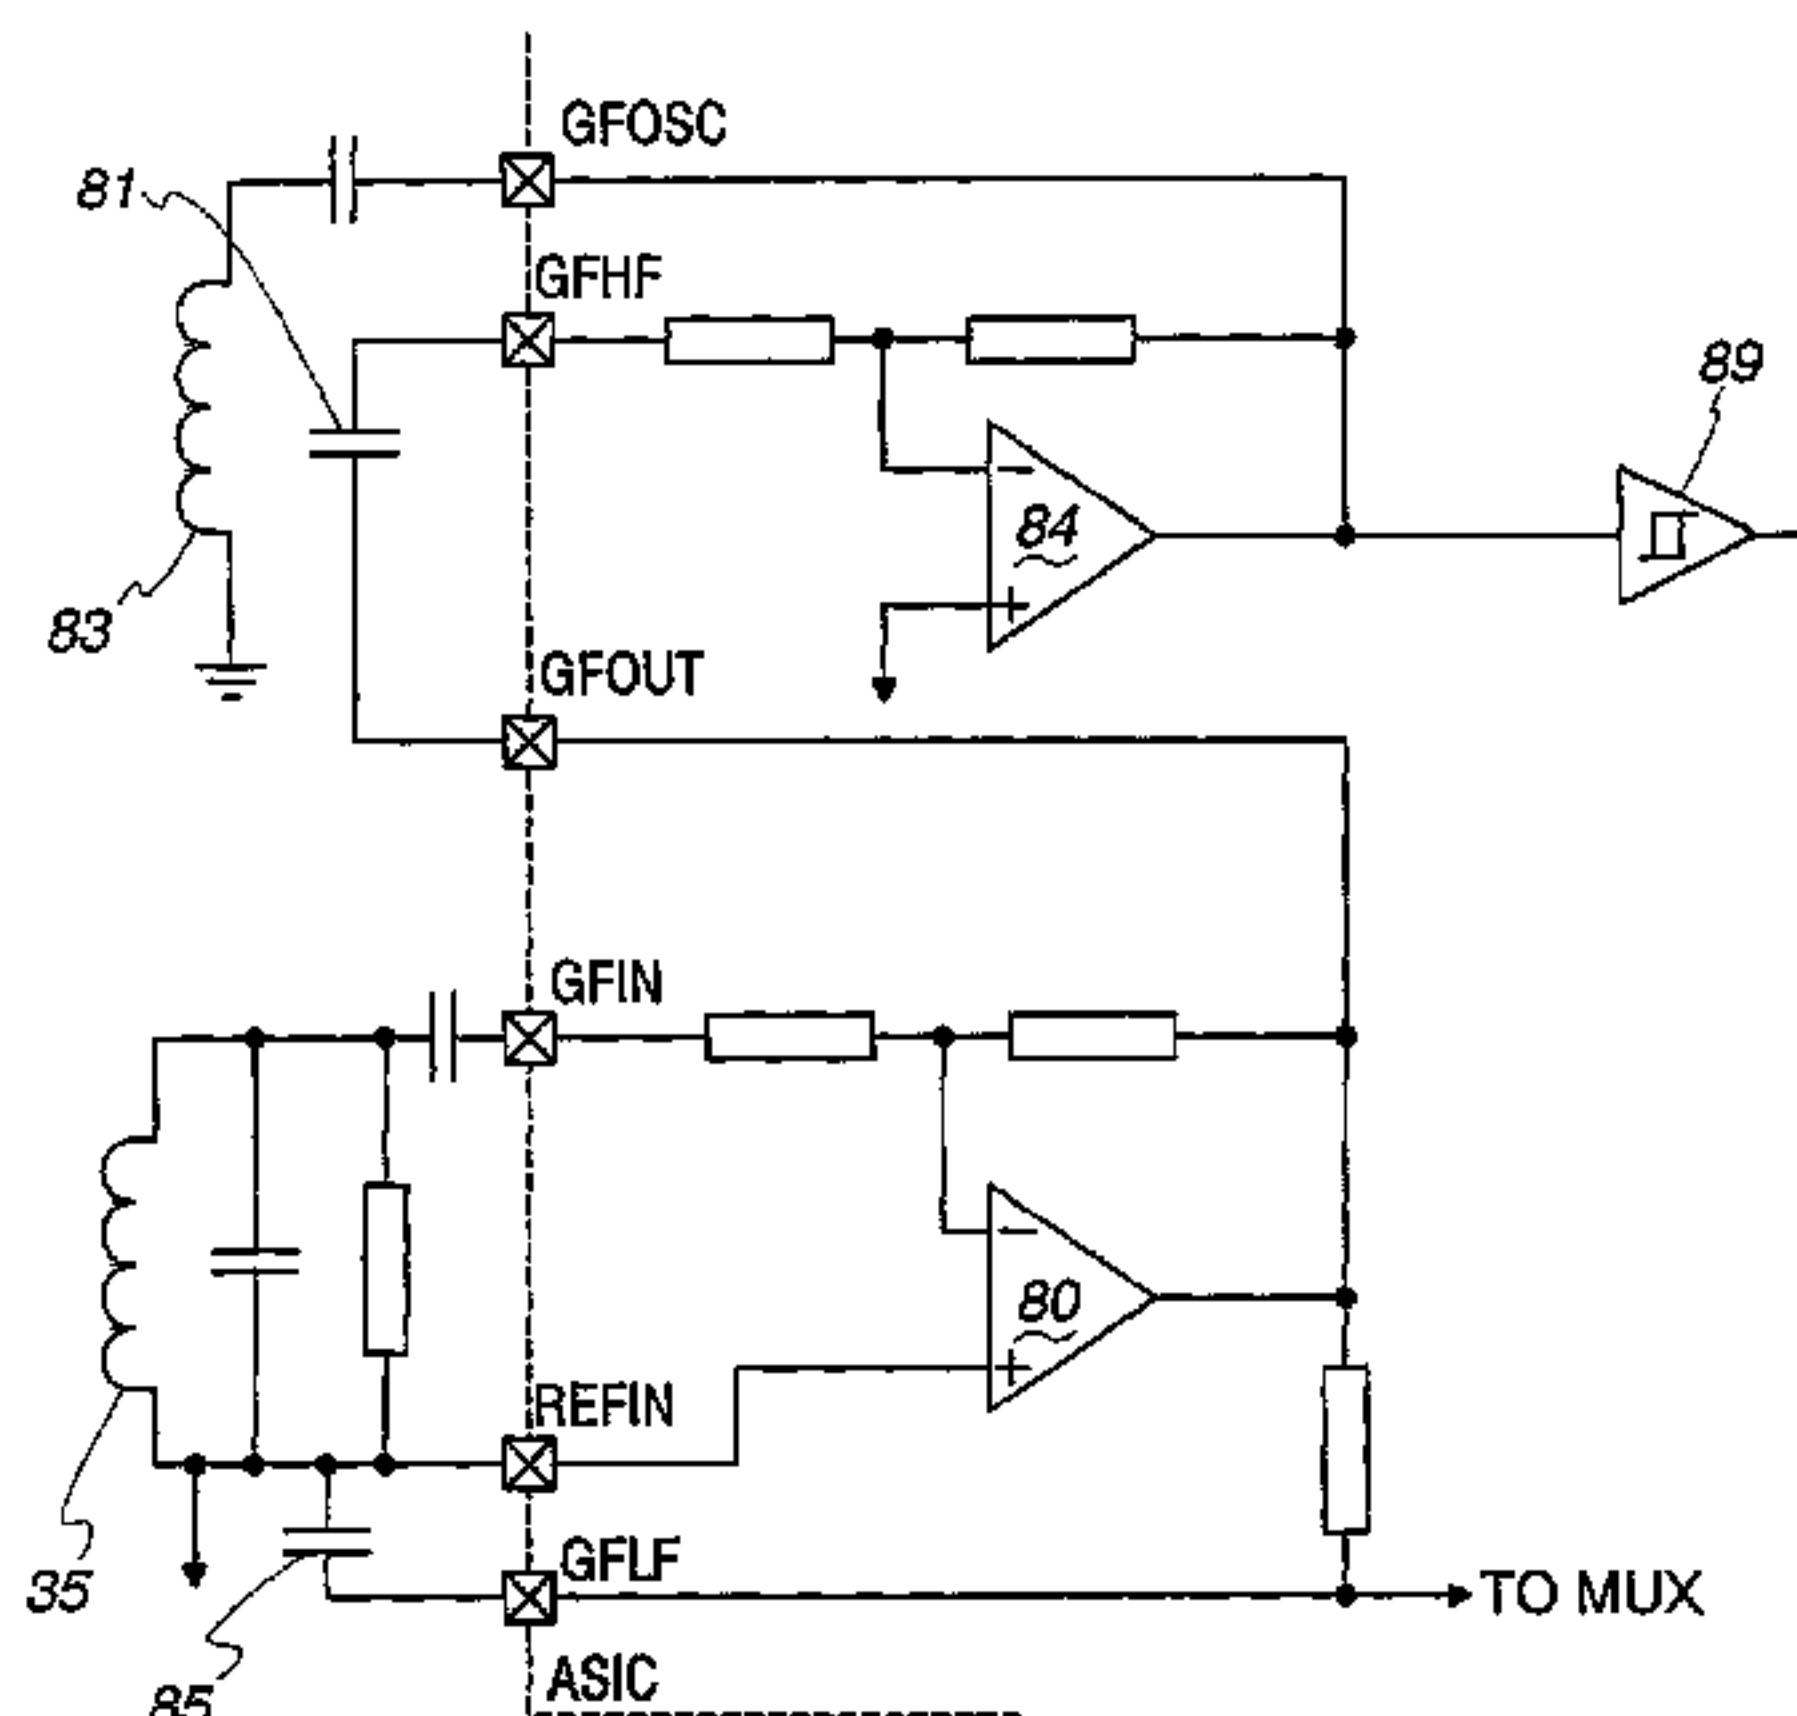 GFOSC
81
GFHF
89
84
83
GFOUT
GFIN
80
REFIN
35
GFLF
TO MUX
85
ASIC